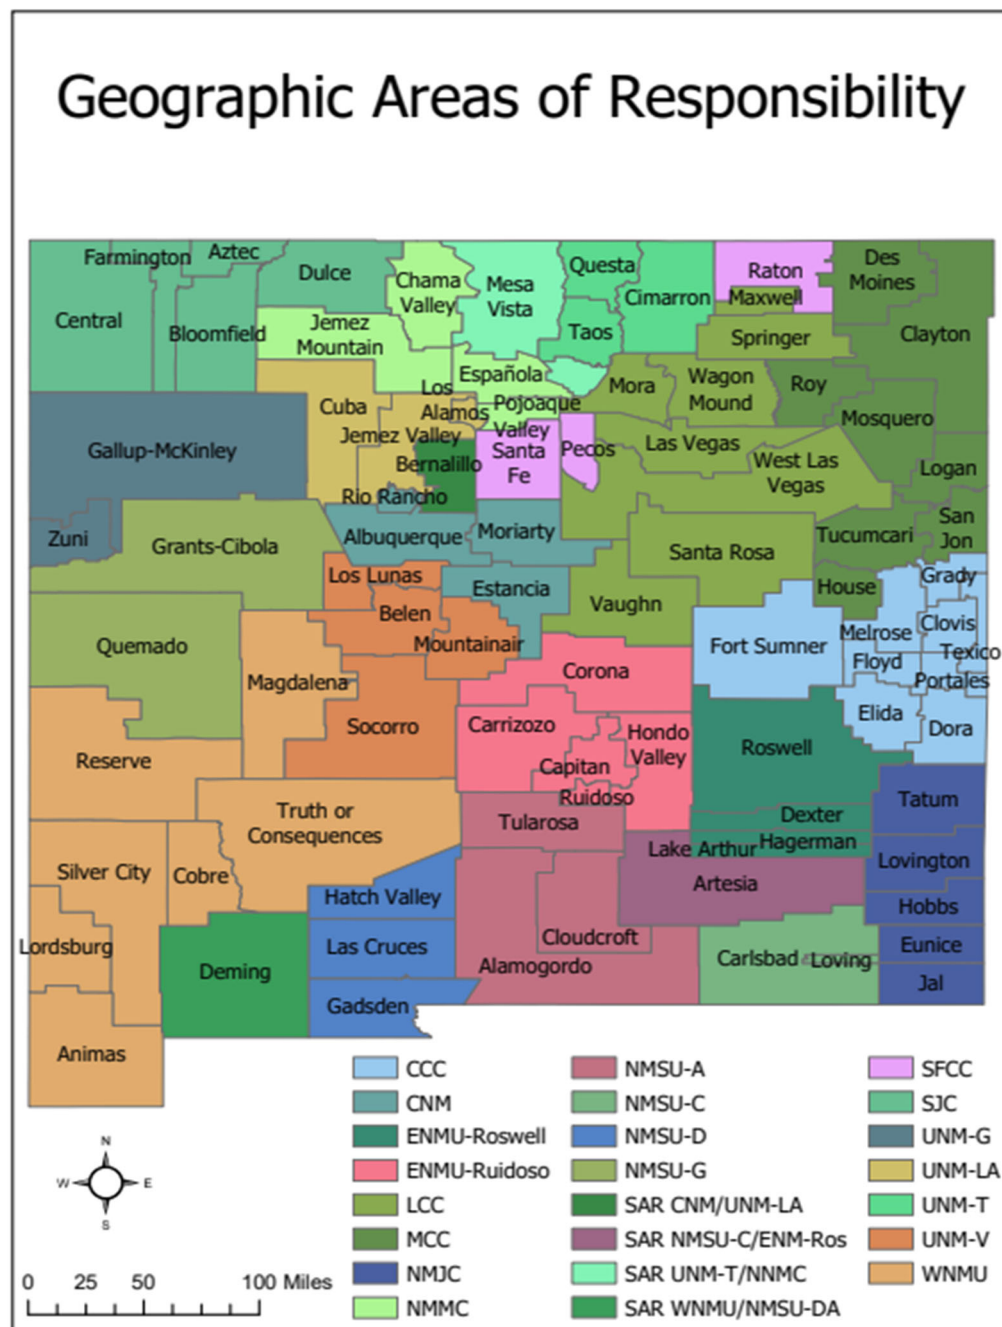 Geographic Areas of Responsibility
Farmington
Aztec
Dulce
Chama
Valley
Mesa
Vista
Questa
Cimarron
Raton
Maxwell
Des
Moines
Central
Bloomfield
Jemez
Mountain
Taos
Springer
Clayton
Española
Los
Alamos
Pojoaque
Valley
Mora
Wagon
Mound
Roy
Mosquero
Cuba
Jemez Valley
Gallup-McKinley
Bernalillo
Santa
Fe
Pecos
Las Vegas
West Las
Vegas
Logan
Rio Rancho
Zuni
Grants-Cibola
Albuquerque
Moriarty
Santa Rosa
Tucumcari
San
Jon
Los Lunas
Estancia
Vaughn
House
Grady
Belen
Mountainair
Quemado
Fort Sumner
Melrose
Clovis
Texico
Floyd
Portales
Magdalena
Corona
Elida
Dora
Socorro
Carrizozo
Hondo
Valley
Roswell
Reserve
Capitan
Ruidoso
Tatum
Truth or
Consequences
Tularosa
Dexter
Hagerman
Lake Arthur
Lovington
Silver City
Cobre
Artesia
Hatch Valley
Hobbs
Lordsburg
Las Cruces
Cloudcroft
Eunice
Deming
Alamogordo
Carlsbad
Loving
Jal
Gadsden
Animas
CCC
CNM
ENMU-Roswell
ENMU-Ruidoso
LCC
MCC
NMJC
NMMC
NMSU-A
NMSU-C
NMSU-D
NMSU-G
SAR CNM/UNM-LA
SAR NMSU-C/ENM-Ros
SAR UNM-T/NNMC
SAR WNMU/NMSU-DA
SFCC
SJC
UNM-G
UNM-LA
UNM-T
UNM-V
WNMU
N
W
E
S
0 25 50 100 Miles